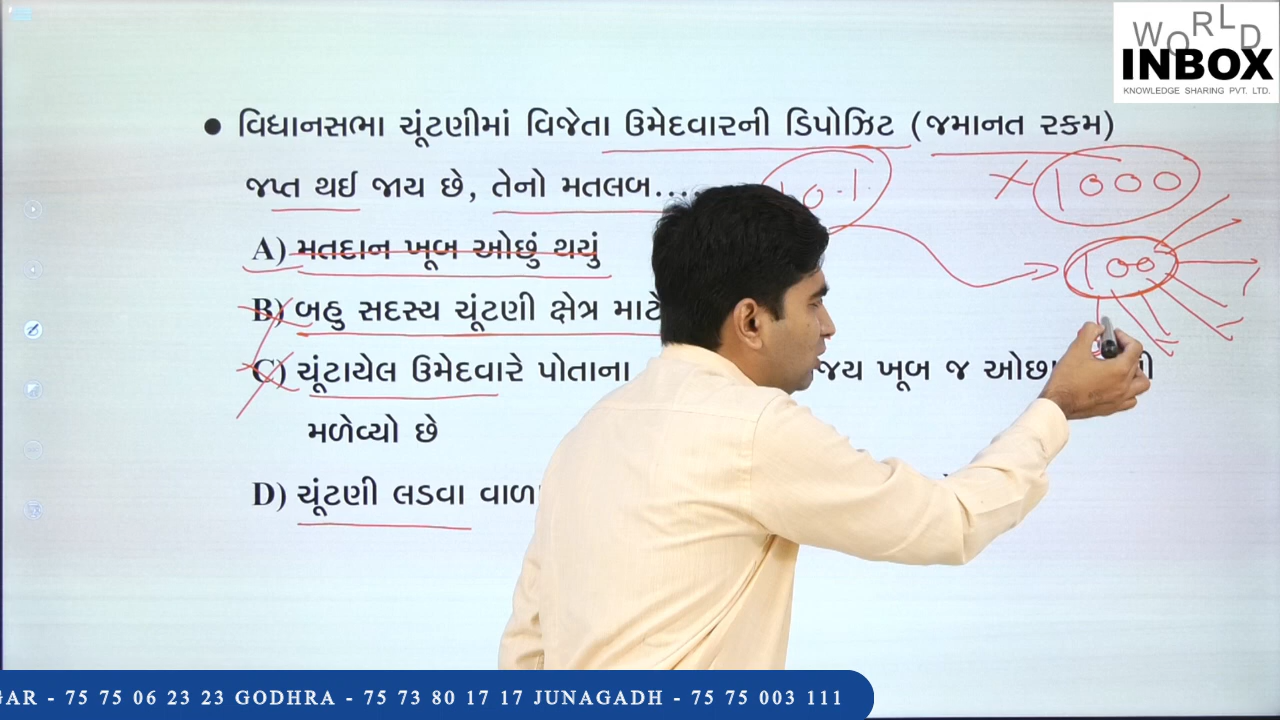 WORLD
INBOX
KNOWLEDGE SHARING PVT. LTD.
● વિધાનસભા ચૂંટણીમાં વિજેતા ઉમેદવારની ડિપોઝિટ (જમાનત રકમ)
જપ્ત થઈ જાય છે, તેનો મતલબ....
1000
100
A) મતદાન ખૂબ ઓછું થયું
B) બહુ સદસ્ય ચૂંટણી ક્ષેત્ર માટે
C) ચૂંટાયેલ ઉમેદવારે પોતાના જય ખૂબ જ
મળેવ્યો છે
D) ચૂંટણી લડવા
GAR - 75 75 06 23 23 GODHRA - 75 73 80 17 17 JUNAGADH - 75 75 003 111